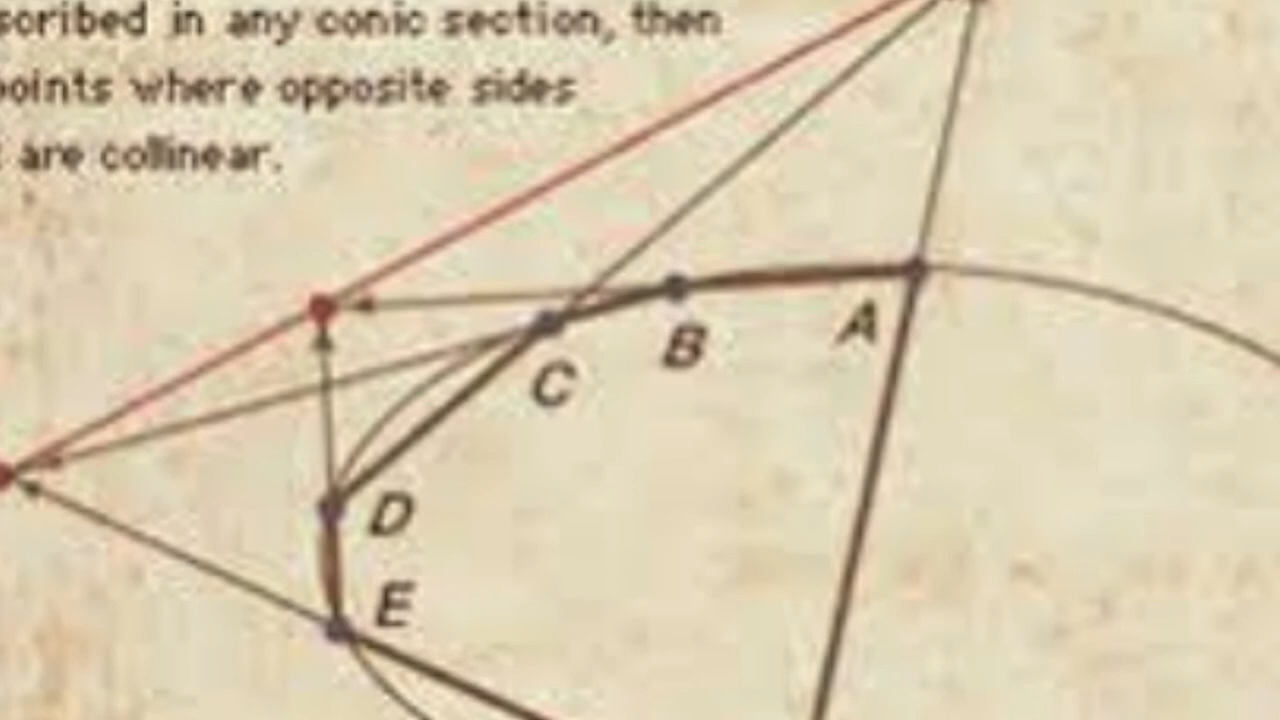 scribed in any conic section, then
points where opposite sides
are collinear.
A
B
C
D
E